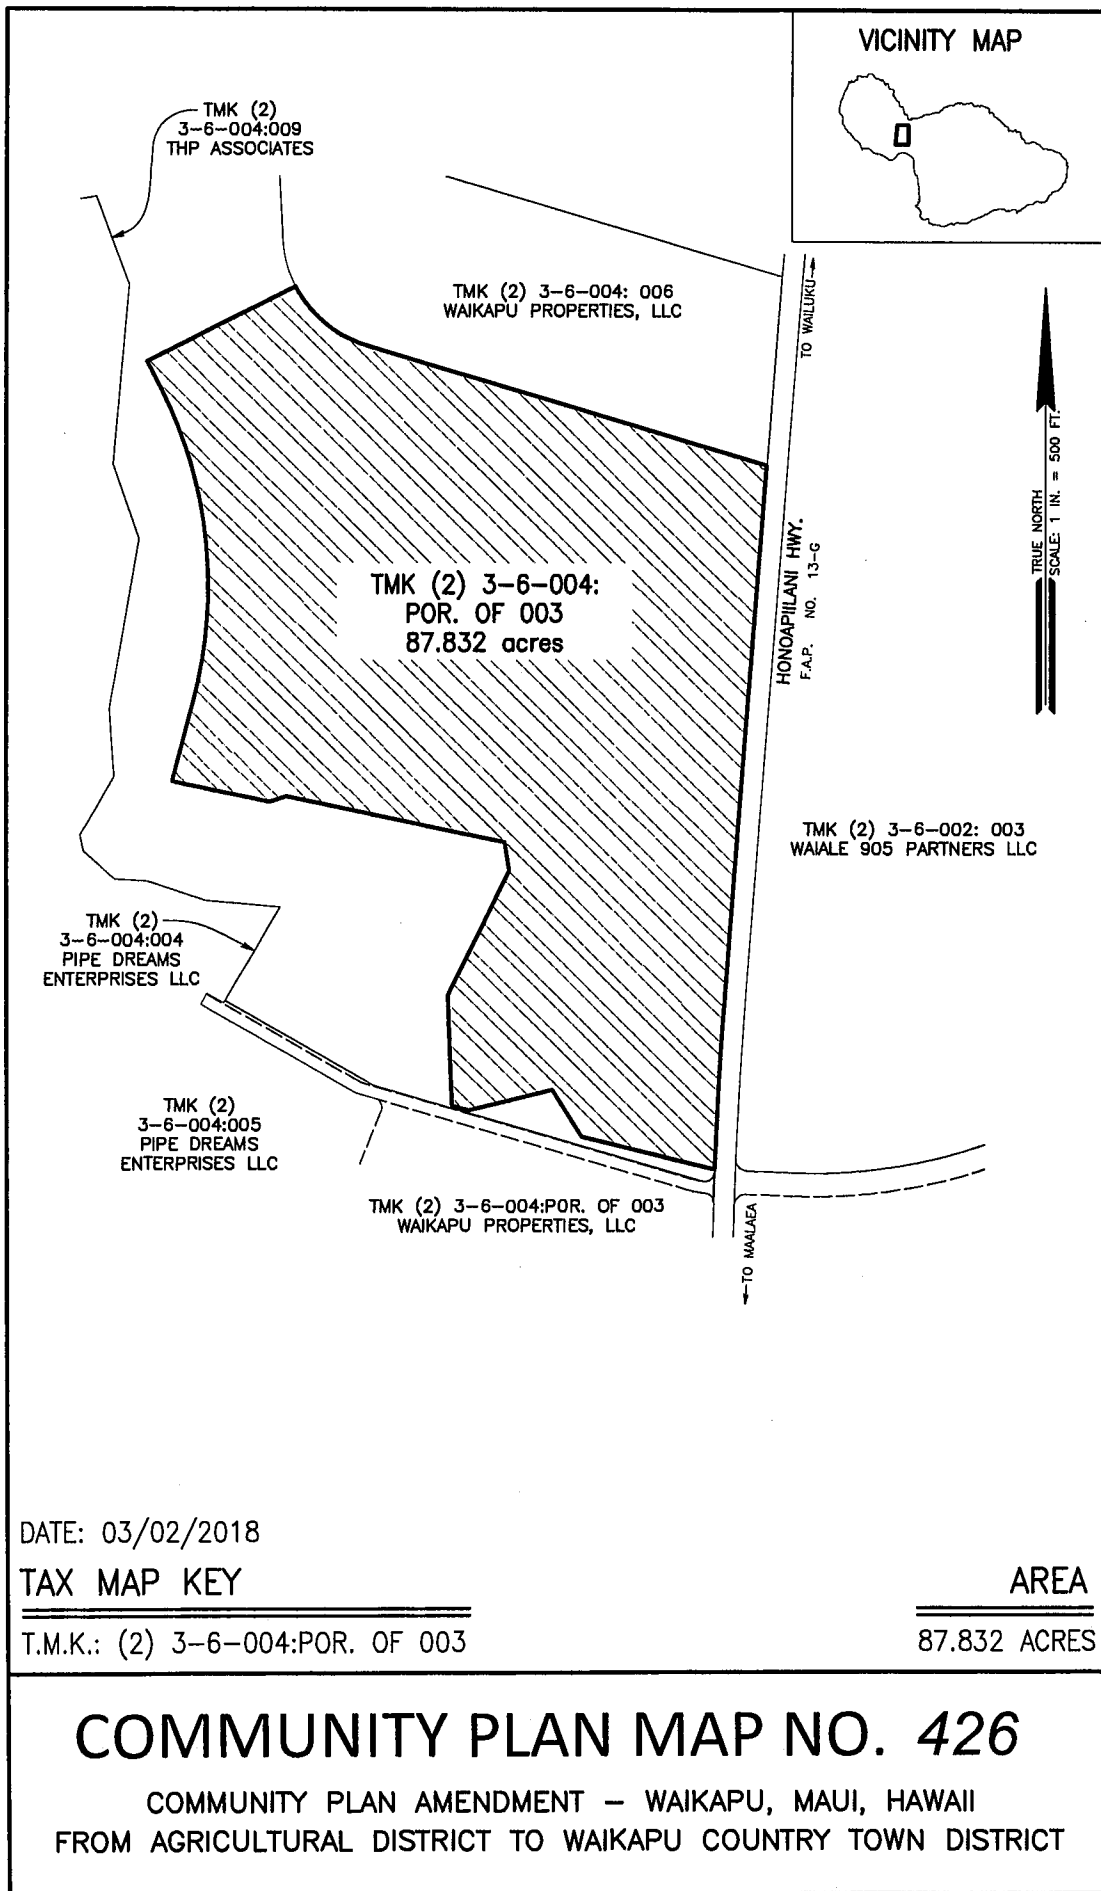 VICINITY MAP
TMK (2)
3-6-004:009
THP ASSOCIATES
TMK (2) 3-6-004: 006
WAIKAPU PROPERTIES, LLC
TO WAILUKU
TRUE NORTH
SCALE: 1 IN. = 500 FT.
HONOAPIILANI HWY.
F.A.P. NO. 13-G
TMK (2) 3-6-004:
POR. OF 003
87.832 acres
TMK (2) 3-6-002: 003
WAIALE 905 PARTNERS LLC
TMK (2)
3-6-004:004
PIPE DREAMS
ENTERPRISES LLC
TMK (2)
3-6-004:005
PIPE DREAMS
ENTERPRISES LLC
TMK (2) 3-6-004:POR. OF 003
WAIKAPU PROPERTIES, LLC
TO MAALAEA
DATE: 03/02/2018
TAX MAP KEY
AREA
T.M.K.: (2) 3-6-004:POR. OF 003
87.832 ACRES
COMMUNITY PLAN MAP NO. 426
COMMUNITY PLAN AMENDMENT - WAIKAPU, MAUI, HAWAII
FROM AGRICULTURAL DISTRICT TO WAIKAPU COUNTRY TOWN DISTRICT